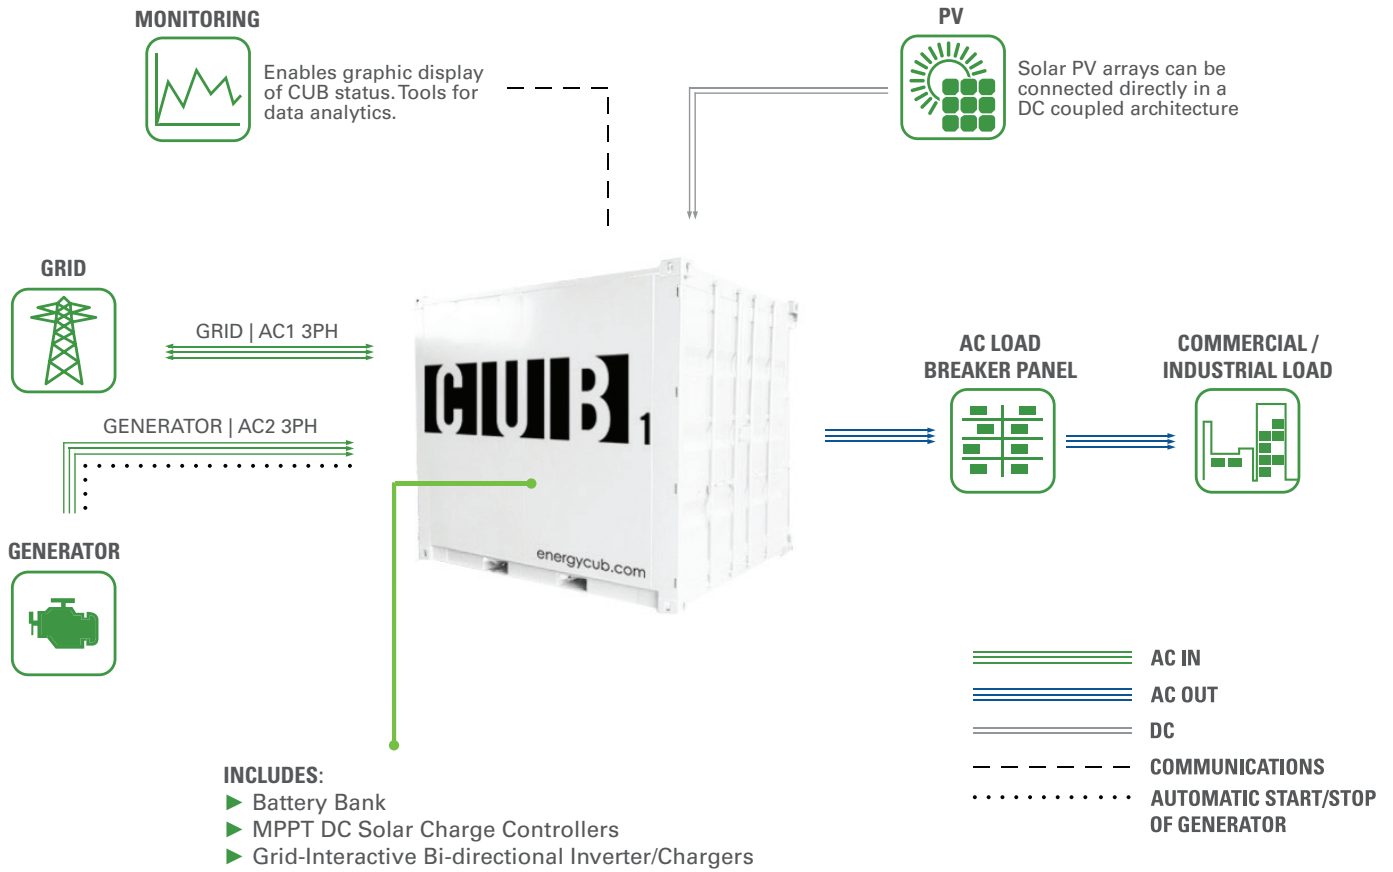 MONITORING
Enables graphic display
of CUB status. Tools for
data analytics.
PV
Solar PV arrays can be
connected directly in a
DC coupled architecture
GRID
GRID | AC1 3PH
GENERATOR | AC2 3PH
GENERATOR
CUB 1
energycub.com
AC LOAD
BREAKER PANEL
COMMERCIAL /
INDUSTRIAL LOAD
AC IN
AC OUT
DC
COMMUNICATIONS
AUTOMATIC START/STOP
OF GENERATOR
INCLUDES:
► Battery Bank
► MPPT DC Solar Charge Controllers
► Grid-Interactive Bi-directional Inverter/Chargers